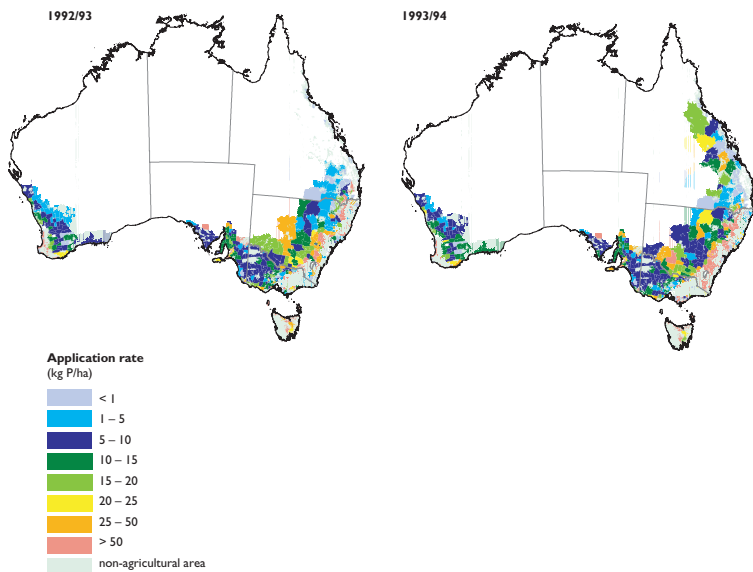 1992/93
1993/94
Application rate
(kg P/ha)
< 1
1 – 5
5 – 10
10 – 15
15 – 20
20 – 25
25 – 50
> 50
non-agricultural area